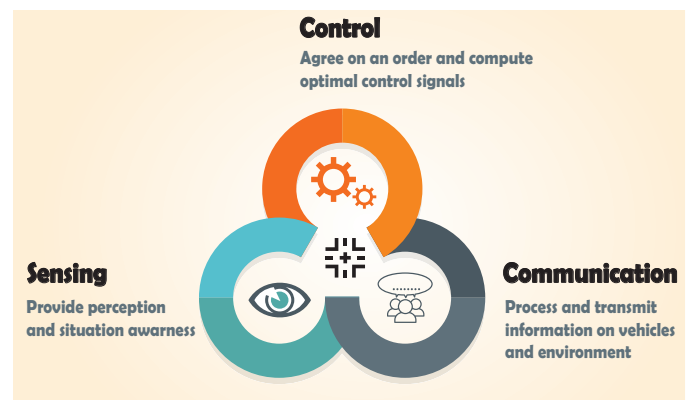 Control
Agree on an order and compute
optimal control signals
Sensing
Provide perception
and situation awarness
Communication
Process and transmit
information on vehicles
and environment